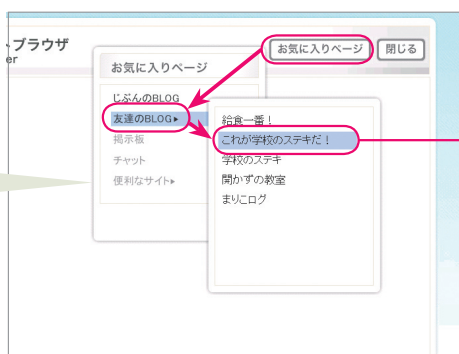 ブラウザ
er
お気に入りページ
閉じる
お気に入りページ
じぶんのBLOG
友達のBLOG▸
掲示板
チャット
便利なサイト▸
給食一番！
これが学校のステキだ！
学校のステキ
開かずの教室
まりこログ